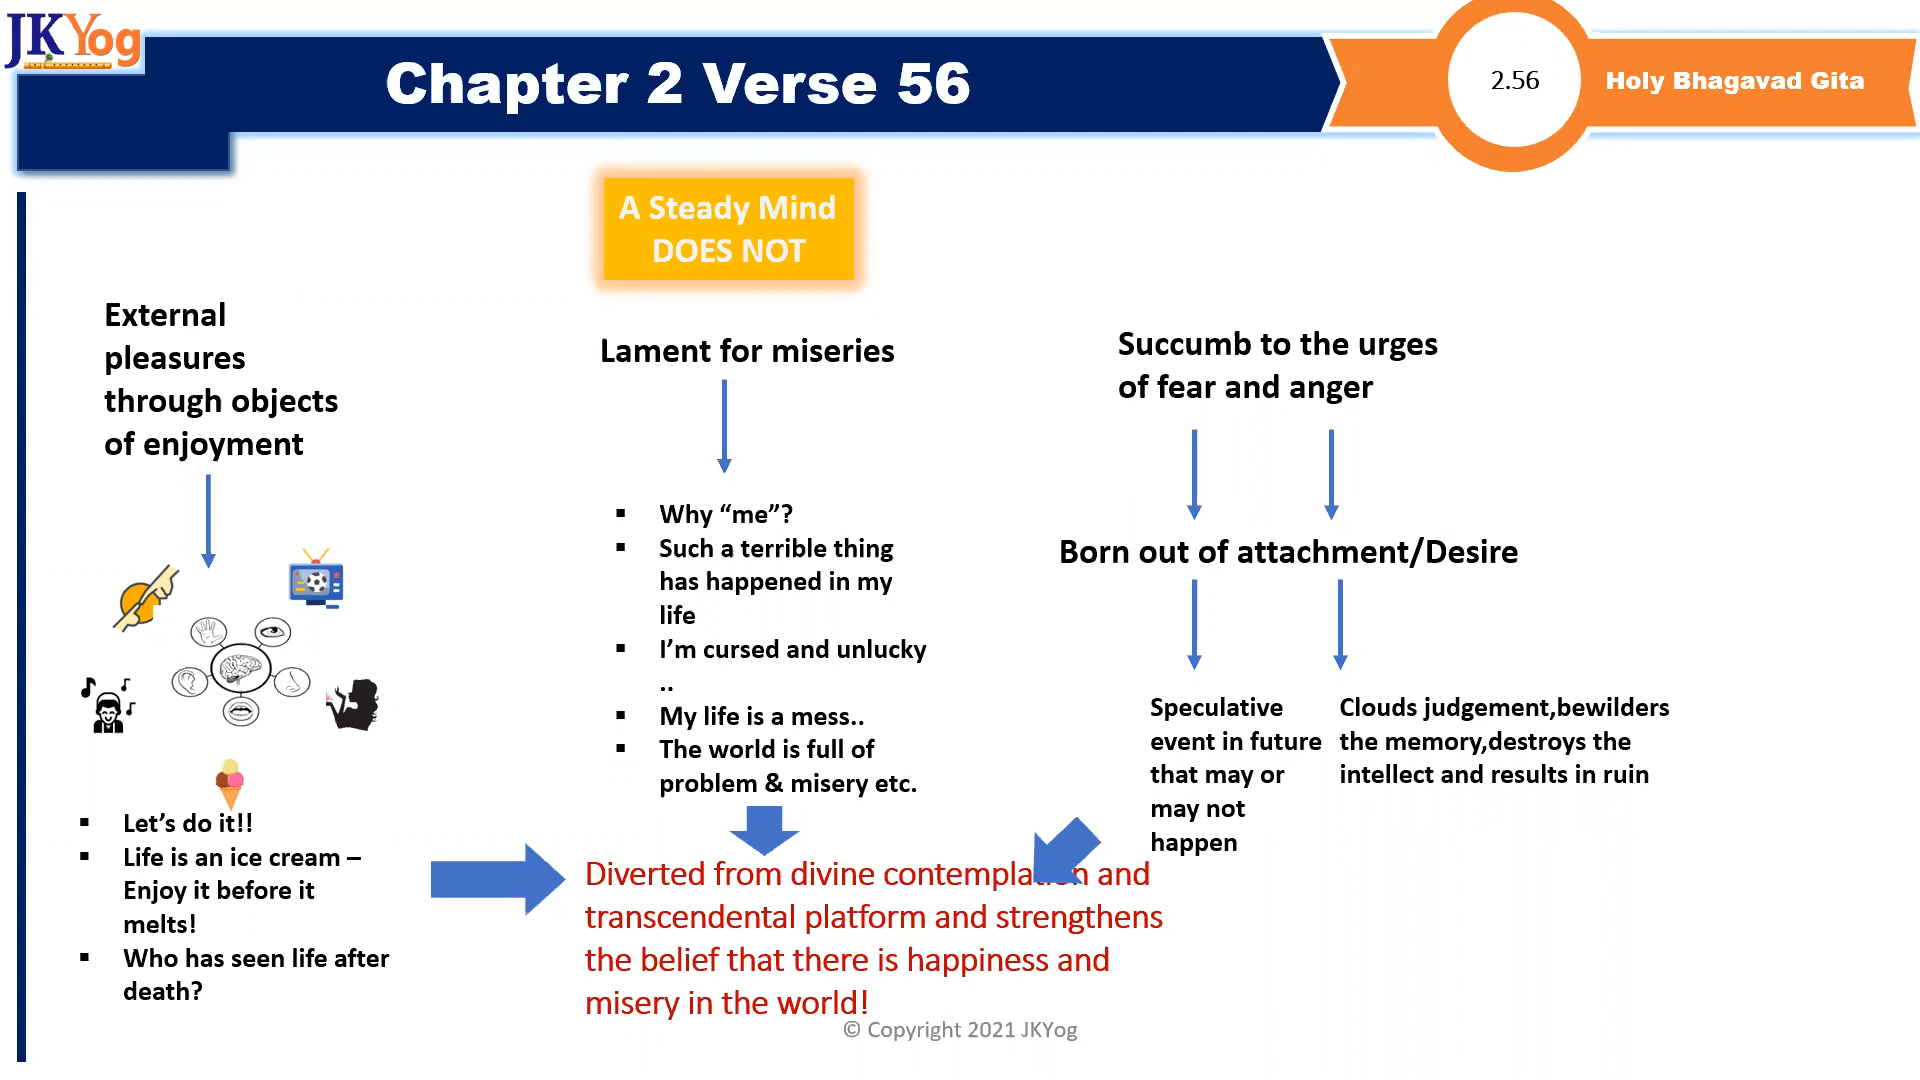 JKYog
Chapter 2 Verse 56
2.56
Holy Bhagavad Gita
A Steady Mind
DOES NOT
External
pleasures
through objects
of enjoyment
▪ Let’s do it!!
▪ Life is an ice cream –
Enjoy it before it
melts!
▪ Who has seen life after
death?
Lament for miseries
▪ Why “me”?
▪ Such a terrible thing
has happened in my
life
▪ I’m cursed and unlucky
..
▪ My life is a mess..
▪ The world is full of
problem & misery etc.
Succumb to the urges
of fear and anger
Born out of attachment/Desire
Speculative
event in future
that may or
may not
happen
Clouds judgement,bewilders
the memory,destroys the
intellect and results in ruin
Diverted from divine contemplation and
transcendental platform and strengthens
the belief that there is happiness and
misery in the world!
© Copyright 2021 JKYog